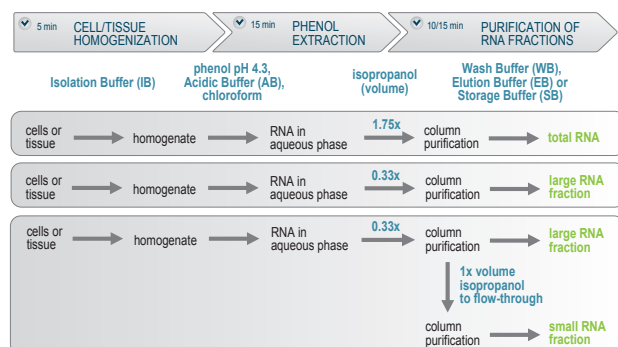 5 min CELL/TISSUE
HOMOGENIZATION
15 min PHENOL
EXTRACTION
10/15 min PURIFICATION OF
RNA FRACTIONS
Isolation Buffer (IB)
phenol pH 4.3,
Acidic Buffer (AB),
chloroform
isopropanol
(volume)
Wash Buffer (WB),
Elution Buffer (EB) or
Storage Buffer (SB)
cells or
tissue
homogenate
RNA in
aqueous phase
1.75x
column
purification
total RNA
cells or
tissue
homogenate
RNA in
aqueous phase
0.33x
column
purification
large RNA
fraction
cells or
tissue
homogenate
RNA in
aqueous phase
0.33x
column
purification
large RNA
fraction
1x volume
isopropanol
to flow-through
column
purification
small RNA
fraction